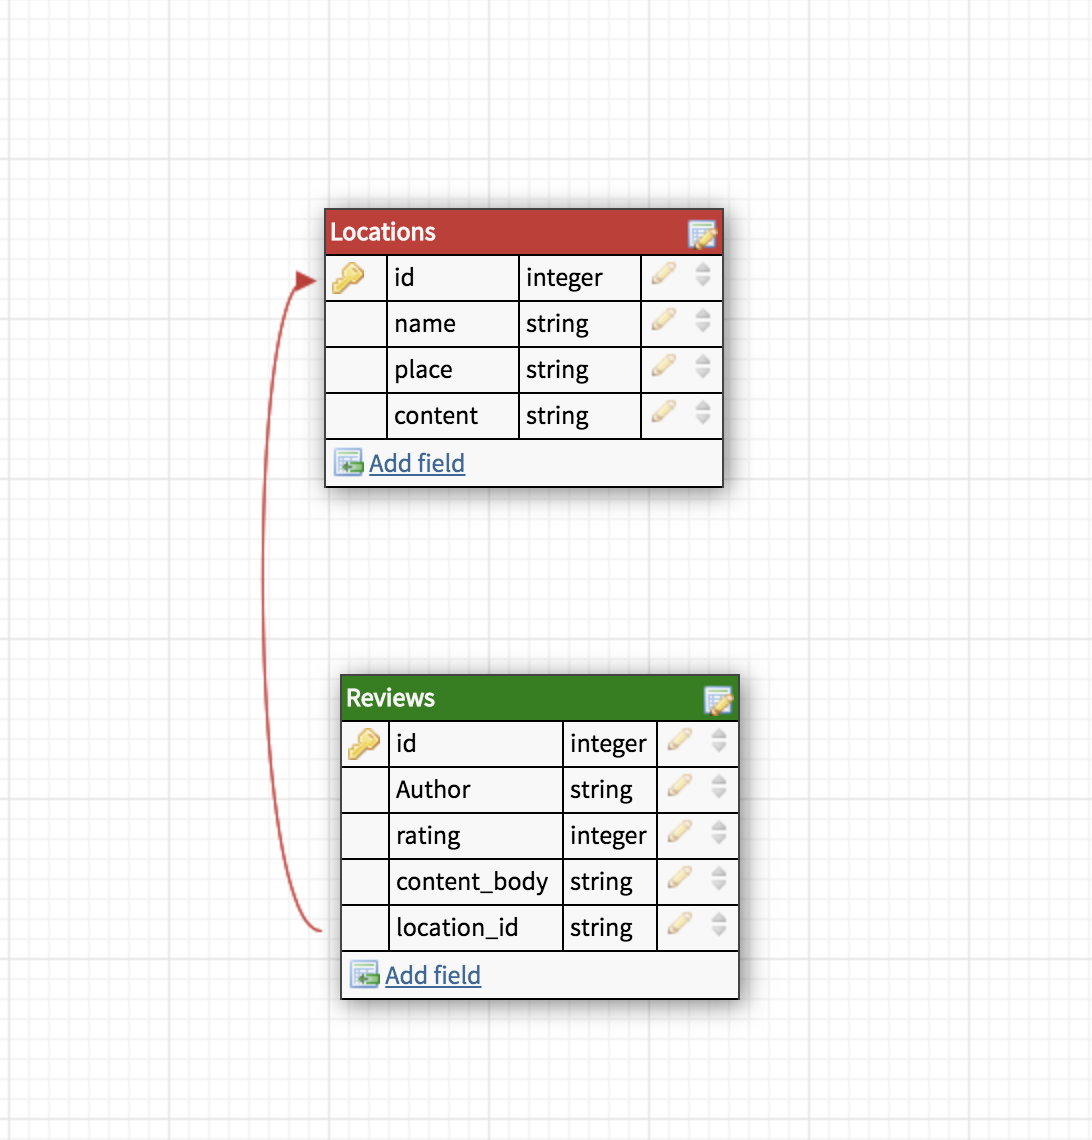 Locations
id integer
name string
place string
content string
Add field
Reviews
id integer
Author string
rating integer
content_body string
location_id string
Add field